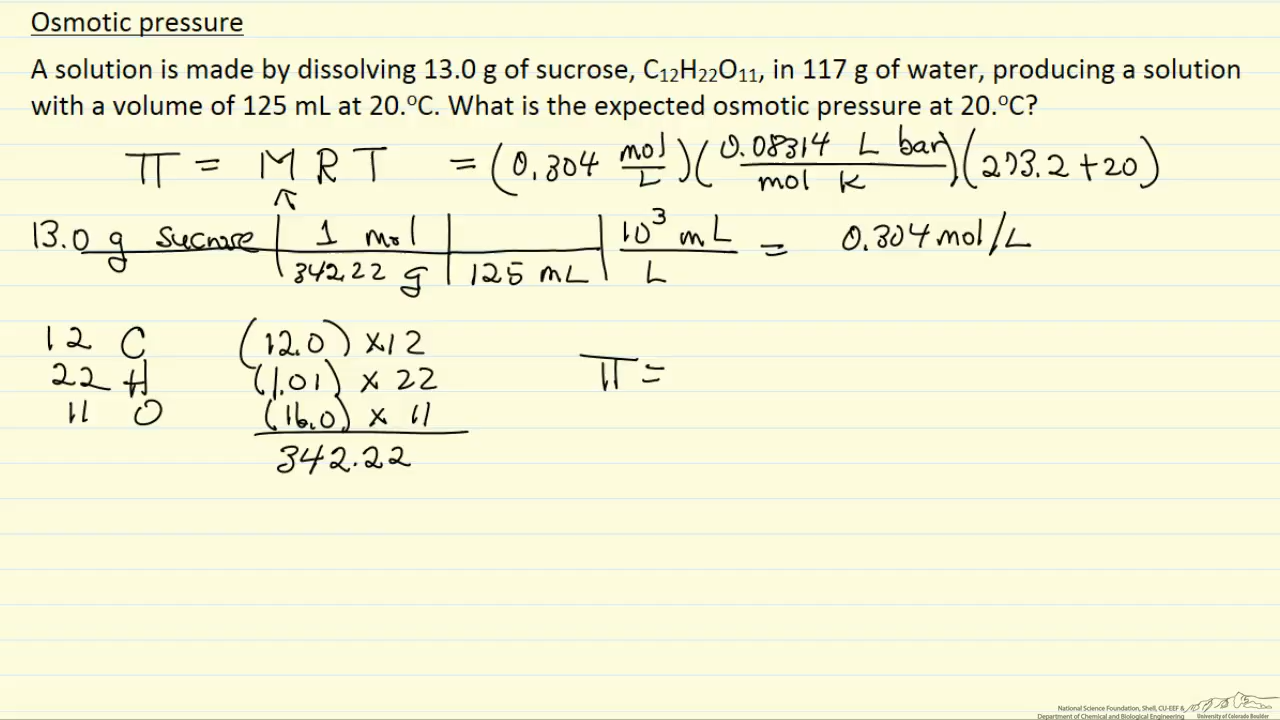 Osmotic pressure
A solution is made by dissolving 13.0 g of sucrose, C₁₂H₂₂O₁₁, in 117 g of water, producing a solution
with a volume of 125 mL at 20.°C. What is the expected osmotic pressure at 20.°C?
π = M R T = (0.304 mol/L) (0.08314 L bar / mol K) (273.2 + 20)
13.0 g sucrose | 1 mol | | 10³ mL = 0.304 mol/L
342.22 g | 125 mL | L
12 C (12.0) × 12
22 H (1.01) × 22
π =
11 O (16.0) × 11
342.22
National Science Foundation, Shell, CU-EEF &
Department of Chemical and Biological Engineering
University of Colorado Boulder